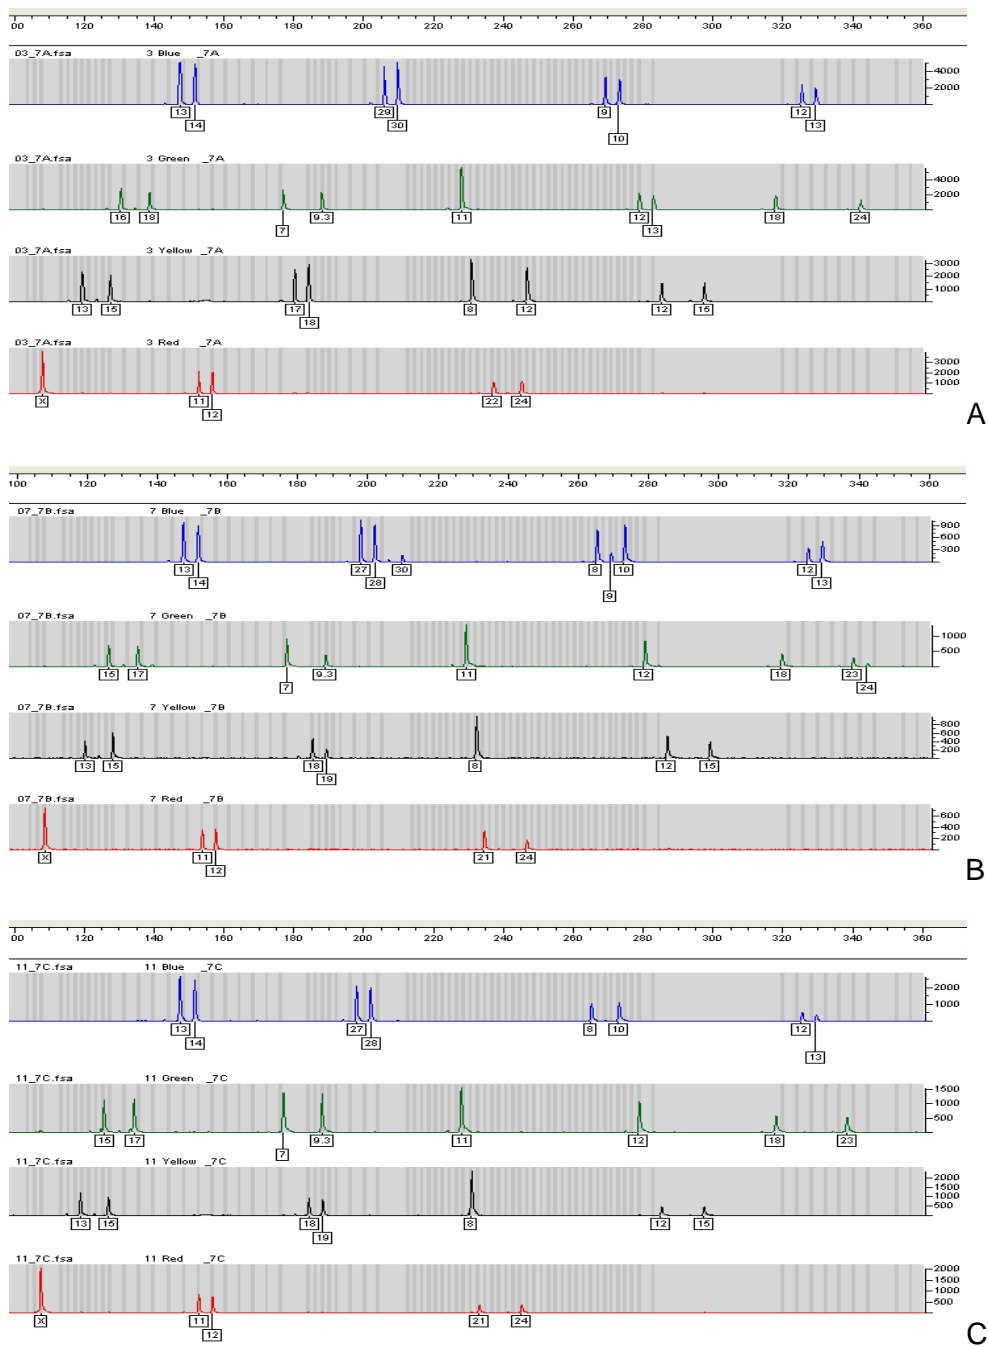 00 120 140 160 180 200 220 240 260 280 300 320 340 360
03_7A.fsa 3 Blue _7A
4000
2000
13 29 9 12
14 30 10 13
03_7A.fsa 3 Green _7A
4000
2000
16 18 7 9.3 11 12 18 24
13
03_7A.fsa 3 Yellow _7A
3000
2000
1000
13 15 17 8 12 12 15
18
03_7A.fsa 3 Red _7A
3000
2000
1000
X 11 22 24
12
A
100 120 140 160 180 200 220 240 260 280 300 320 340 360
07_7B.fsa 7 Blue _7B
900
600
300
13 27 30 8 10 12
14 28 13
9
07_7B.fsa 7 Green _7B
1000
500
15 17 7 9.3 11 12 18 23
24
07_7B.fsa 7 Yellow _7B
800
600
400
200
13 15 18 8 12 15
19
07_7B.fsa 7 Red _7B
600
400
200
X 11 21 24
12
B
00 120 140 160 180 200 220 240 260 280 300 320 340 360
11_7C.fsa 11 Blue _7C
2000
1000
13 27 8 10 12
14 28 13
11_7C.fsa 11 Green _7C
1500
1000
500
15 17 9.3 11 12 18 23
7
11_7C.fsa 11 Yellow _7C
2000
1500
1000
500
13 15 18 8 12 15
19
11_7C.fsa 11 Red _7C
2000
1500
1000
500
X 11 21 24
12
C